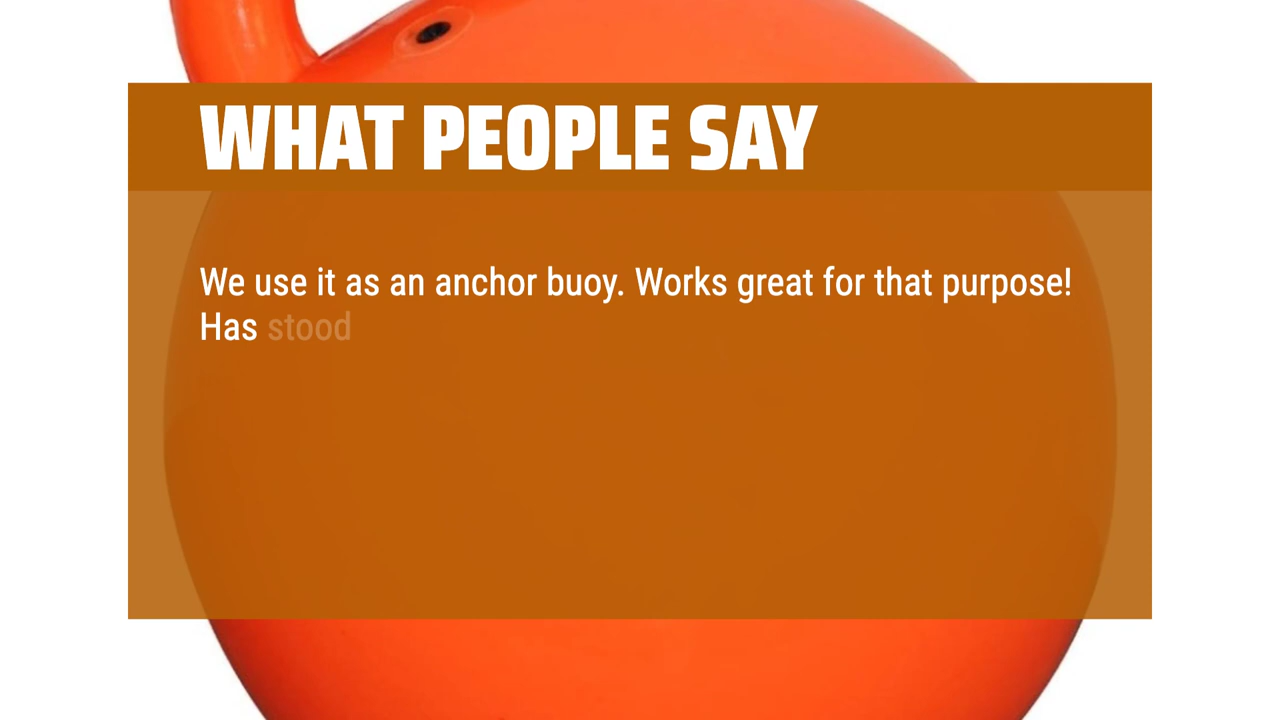 WHAT PEOPLE SAY
We use it as an anchor buoy. Works great for that purpose!
Has stood